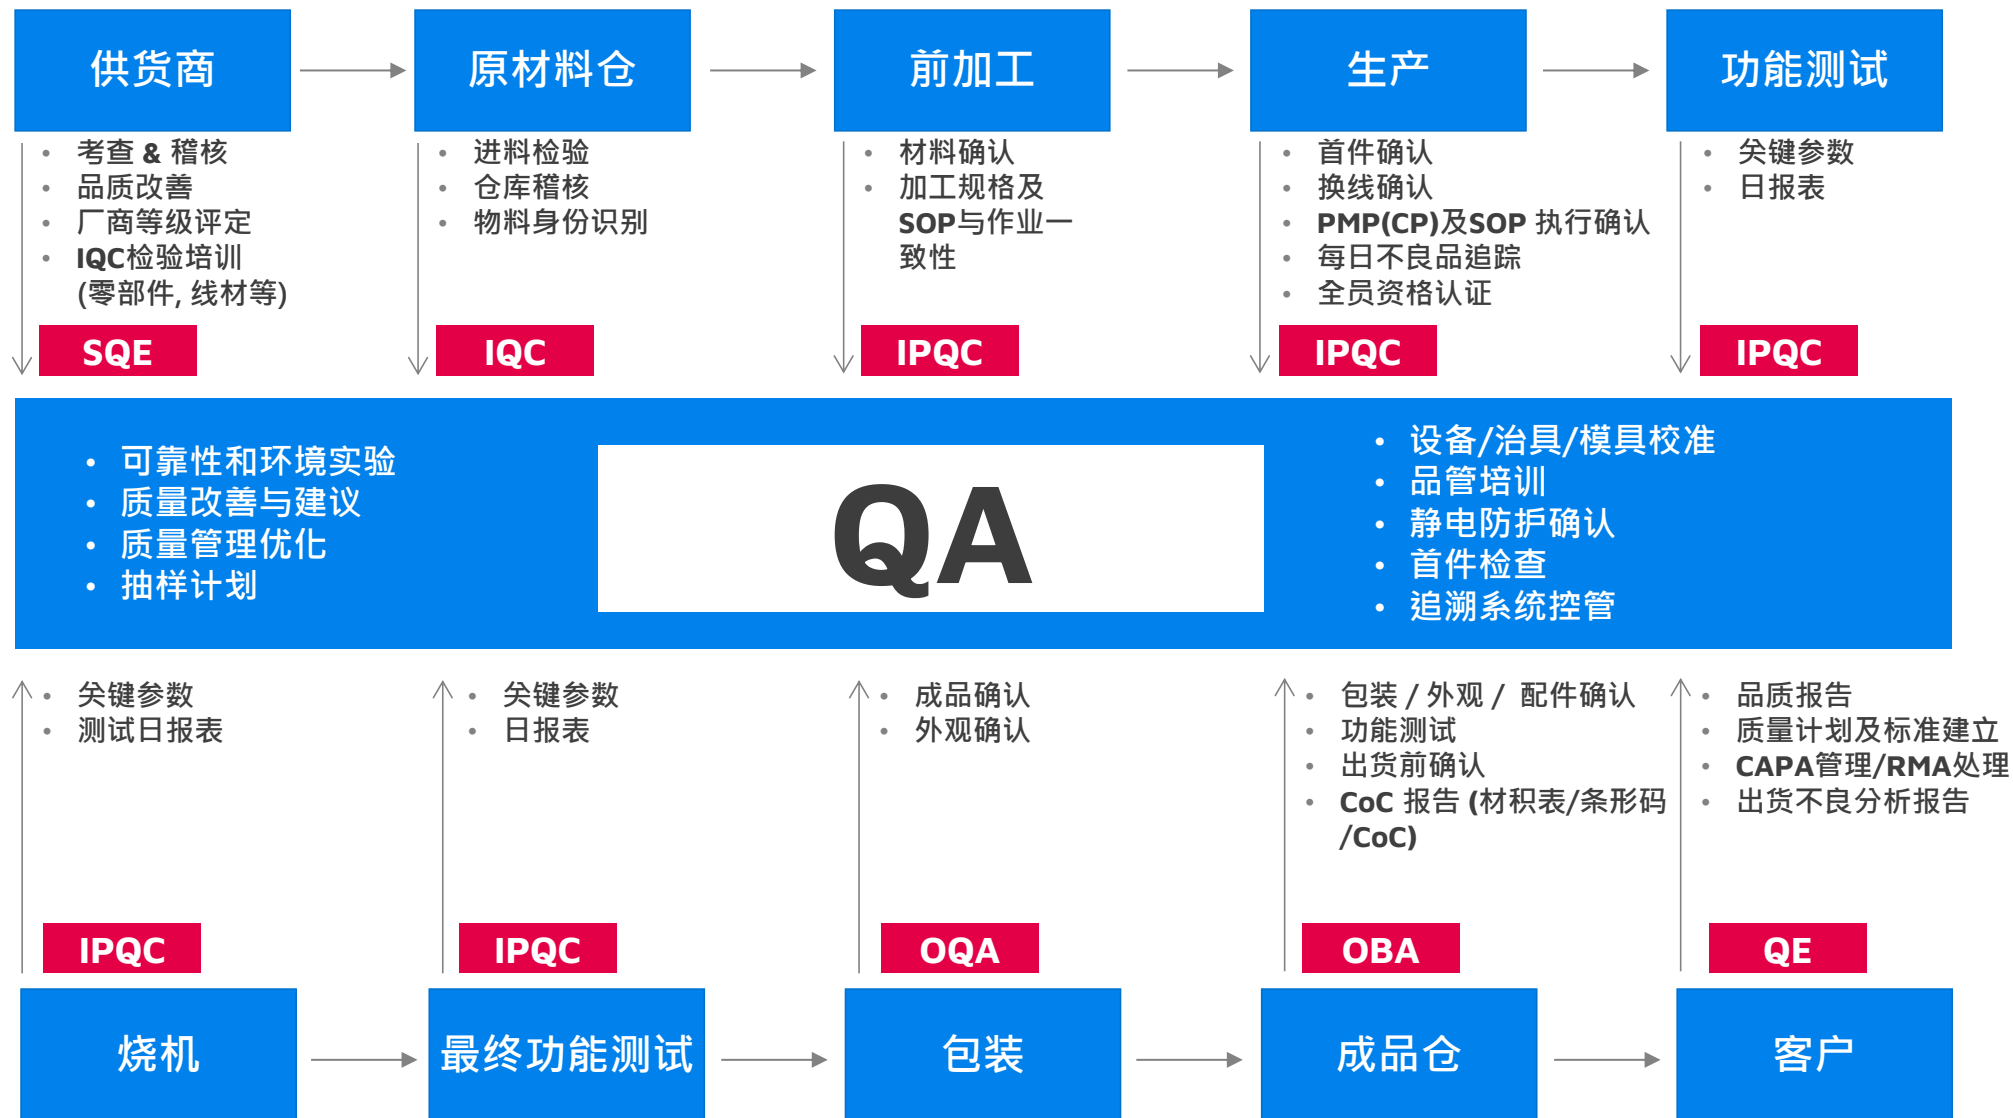 供货商
原材料仓
前加工
生产
功能测试
• 考查 & 稽核
• 品质改善
• 厂商等级评定
• IQC检验培训
(零部件, 线材等)
SQE
• 进料检验
• 仓库稽核
• 物料身份识别
IQC
• 材料确认
• 加工规格及
SOP与作业一
致性
IPQC
• 首件确认
• 换线确认
• PMP(CP)及SOP 执行确认
• 每日不良品追踪
• 全员资格认证
IPQC
• 关键参数
• 日报表
IPQC
• 可靠性和环境实验
• 质量改善与建议
• 质量管理优化
• 抽样计划
QA
• 设备/治具/模具校准
• 品管培训
• 静电防护确认
• 首件检查
• 追溯系统控管
• 关键参数
• 测试日报表
IPQC
• 关键参数
• 日报表
IPQC
• 成品确认
• 外观确认
OQA
• 包装 / 外观 / 配件确认
• 功能测试
• 出货前确认
• CoC 报告 (材积表/条形码
/CoC)
OBA
• 品质报告
• 质量计划及标准建立
• CAPA管理/RMA处理
• 出货不良分析报告
QE
烧机
最终功能测试
包装
成品仓
客户